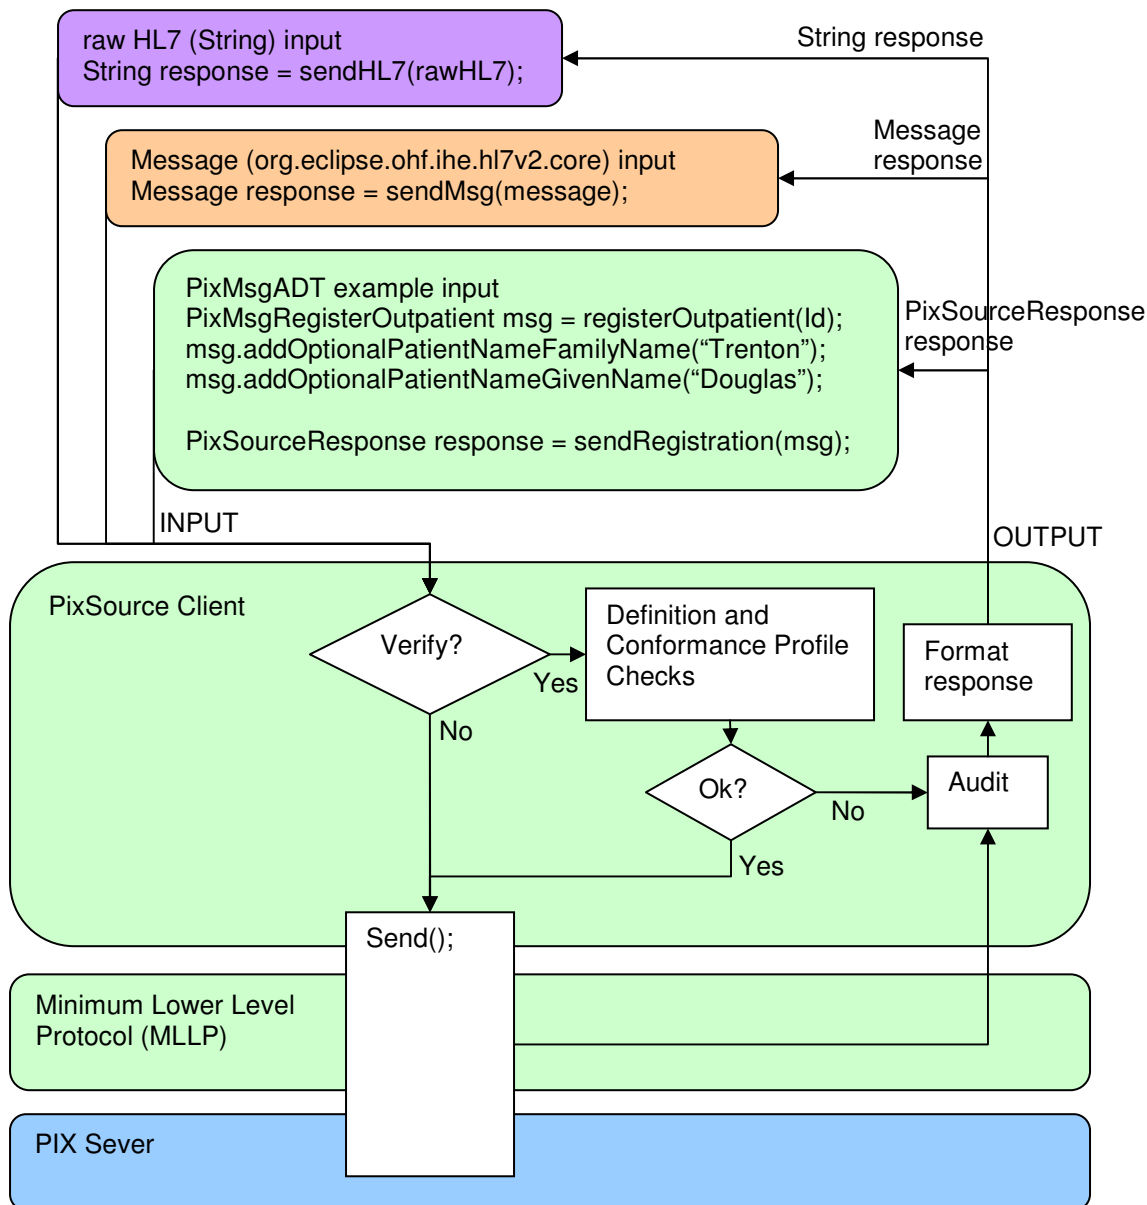 raw HL7 (String) input
String response = sendHL7(rawHL7);
String response
Message (org.eclipse.ohf.ihe.hl7v2.core) input
Message response = sendMsg(message);
Message
response
PixMsgADT example input
PixMsgRegisterOutpatient msg = registerOutpatient(Id);
msg.addOptionalPatientNameFamilyName(“Trenton”);
msg.addOptionalPatientNameGivenName(“Douglas”);
PixSourceResponse response = sendRegistration(msg);
PixSourceResponse
response
INPUT
OUTPUT
PixSource Client
Verify?
Yes
No
Definition and
Conformance Profile
Checks
Format
response
Ok?
No
Yes
Audit
Send();
Minimum Lower Level
Protocol (MLLP)
PIX Sever